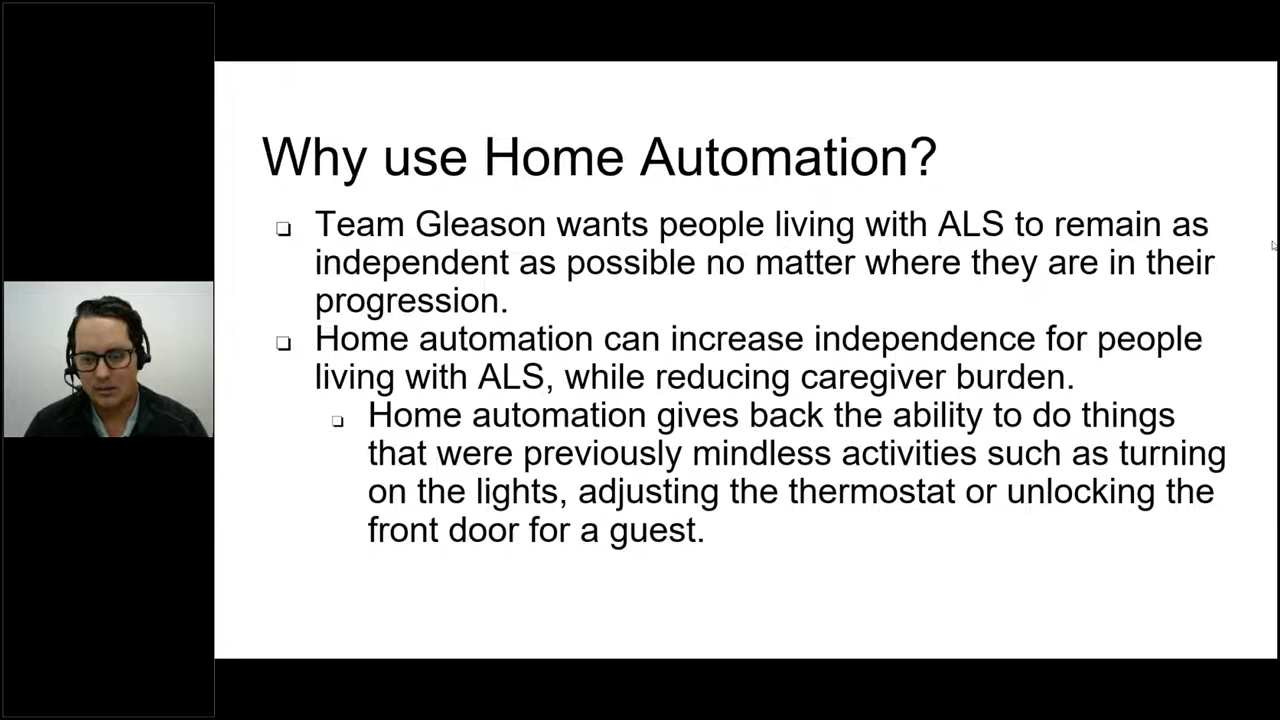 Why use Home Automation?
Team Gleason wants people living with ALS to remain as
independent as possible no matter where they are in their
progression.
Home automation can increase independence for people
living with ALS, while reducing caregiver burden.
Home automation gives back the ability to do things
that were previously mindless activities such as turning
on the lights, adjusting the thermostat or unlocking the
front door for a guest.